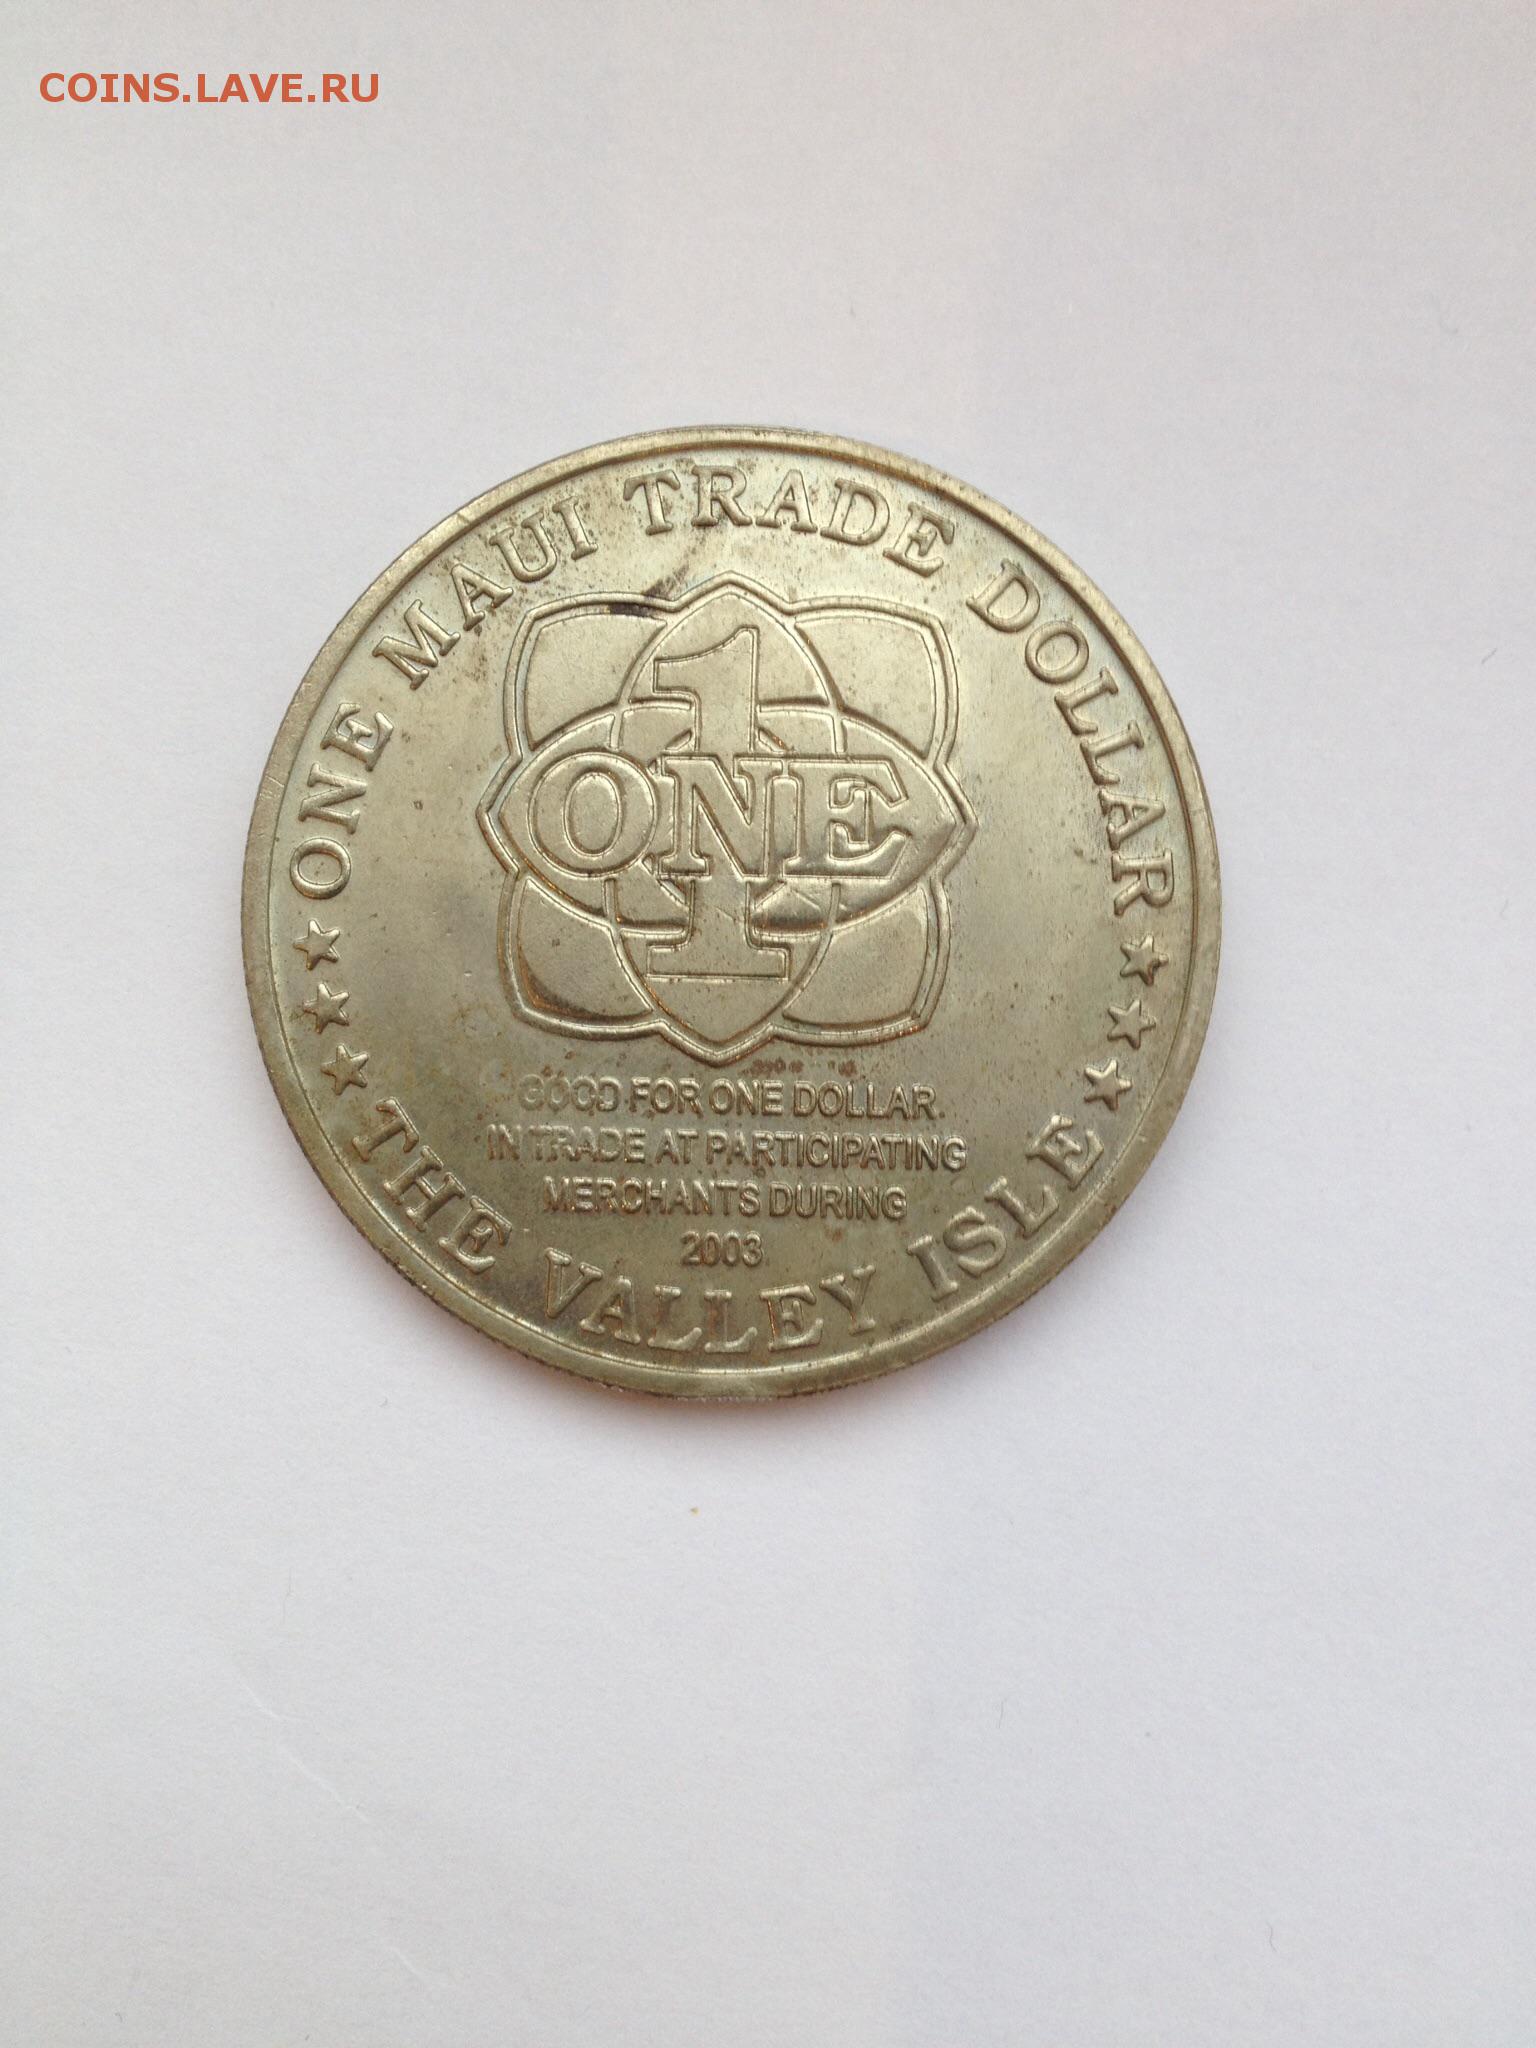 COINS.LAVE.RU
ONE MAUI TRADE DOLLAR
1
ONE
GOOD FOR ONE DOLLAR
IN TRADE AT PARTICIPATING
MERCHANTS DURING
2003
THE VALLEY ISLE